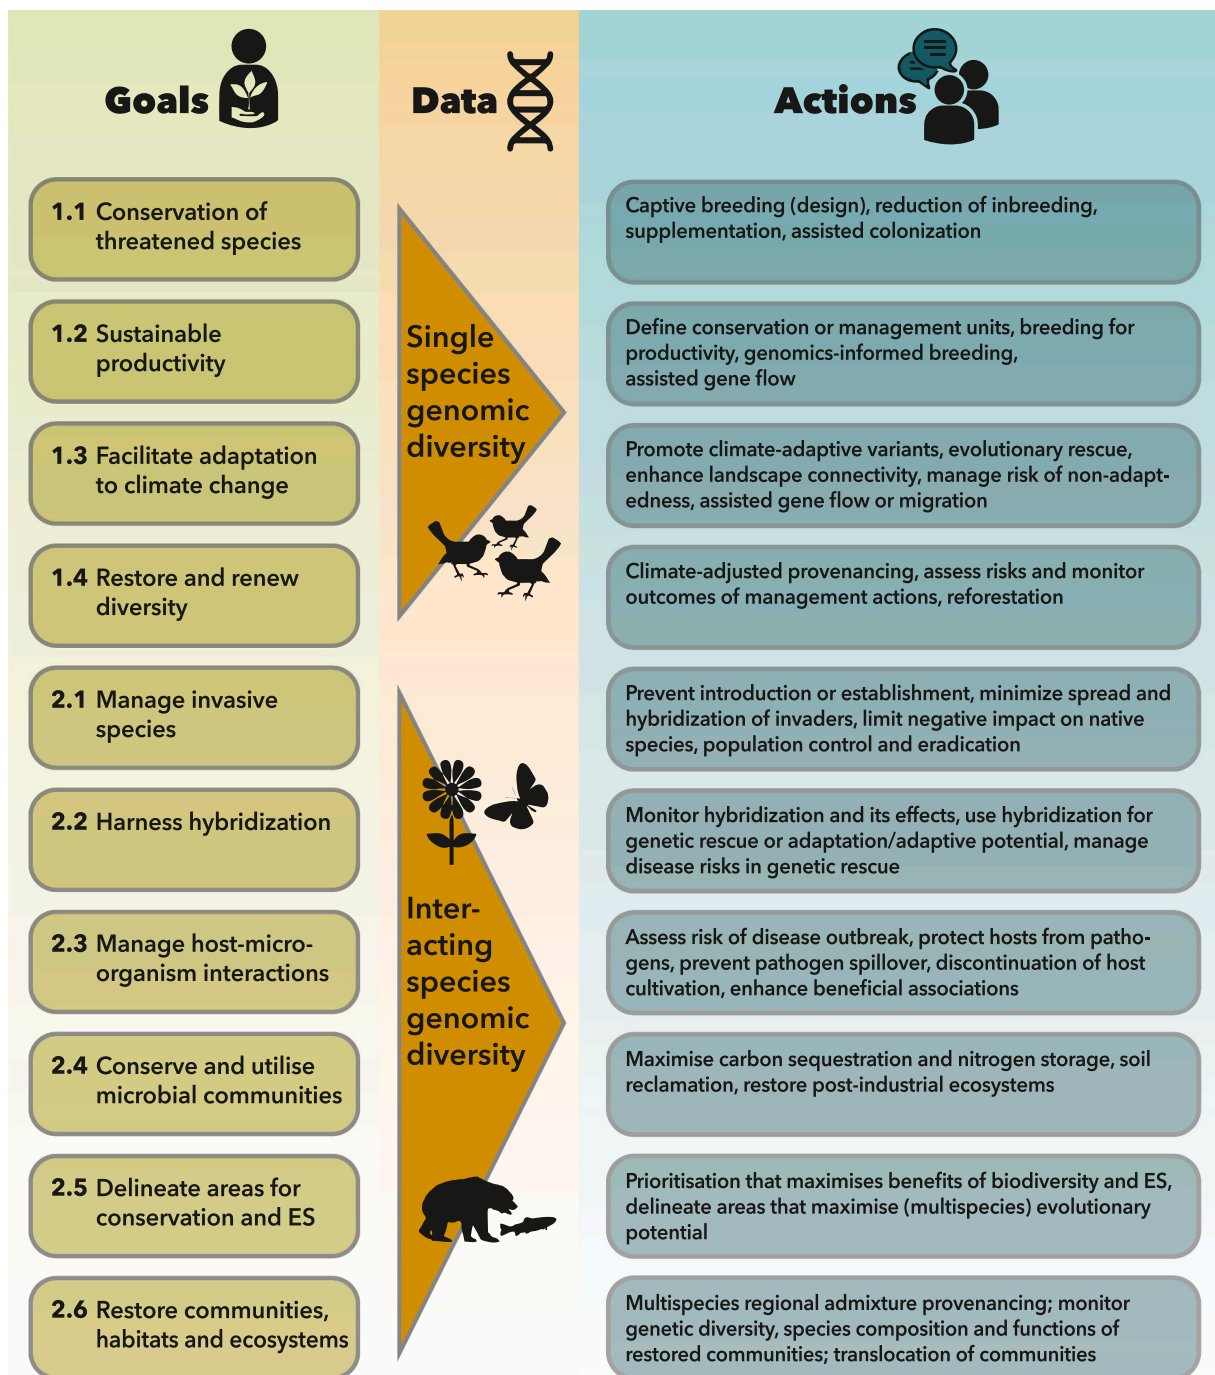 Goals
Data
Actions
1.1 Conservation of
threatened species
1.2 Sustainable
productivity
1.3 Facilitate adaptation
to climate change
1.4 Restore and renew
diversity
2.1 Manage invasive
species
2.2 Harness hybridization
2.3 Manage host-micro-
organism interactions
2.4 Conserve and utilise
microbial communities
2.5 Delineate areas for
conservation and ES
2.6 Restore communities,
habitats and ecosystems
Single
species
genomic
diversity
Inter-
acting
species
genomic
diversity
Captive breeding (design), reduction of inbreeding,
supplementation, assisted colonization
Define conservation or management units, breeding for
productivity, genomics-informed breeding,
assisted gene flow
Promote climate-adaptive variants, evolutionary rescue,
enhance landscape connectivity, manage risk of non-adapt-
edness, assisted gene flow or migration
Climate-adjusted provenancing, assess risks and monitor
outcomes of management actions, reforestation
Prevent introduction or establishment, minimize spread and
hybridization of invaders, limit negative impact on native
species, population control and eradication
Monitor hybridization and its effects, use hybridization for
genetic rescue or adaptation/adaptive potential, manage
disease risks in genetic rescue
Assess risk of disease outbreak, protect hosts from patho-
gens, prevent pathogen spillover, discontinuation of host
cultivation, enhance beneficial associations
Maximise carbon sequestration and nitrogen storage, soil
reclamation, restore post-industrial ecosystems
Prioritisation that maximises benefits of biodiversity and ES,
delineate areas that maximise (multispecies) evolutionary
potential
Multispecies regional admixture provenancing; monitor
genetic diversity, species composition and functions of
restored communities; translocation of communities